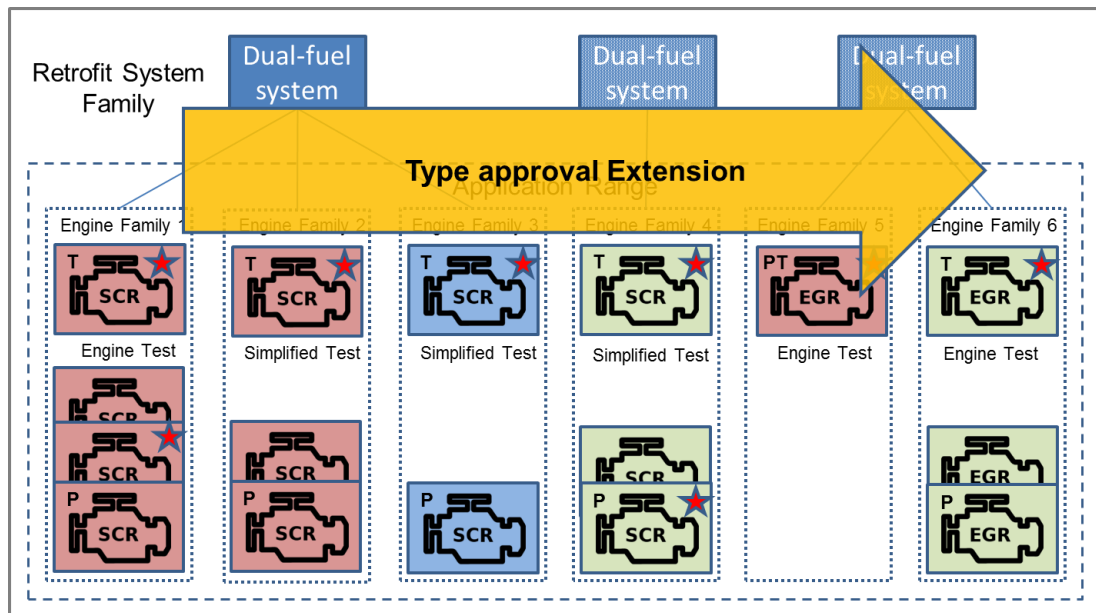 Retrofit System
Family
Dual-fuel
system
Dual-fuel
system
Dual-fuel
system
Type approval Extension
Application Range
Engine Family 1
Engine Family 2
Engine Family 3
Engine Family 4
Engine Family 5
Engine Family 6
T
SCR
T
SCR
T
SCR
T
SCR
PT
EGR
T
EGR
Engine Test
Simplified Test
Simplified Test
Simplified Test
Engine Test
Engine Test
SCR
SCR
SCR
SCR
EGR
P
SCR
P
SCR
P
SCR
P
SCR
P
EGR